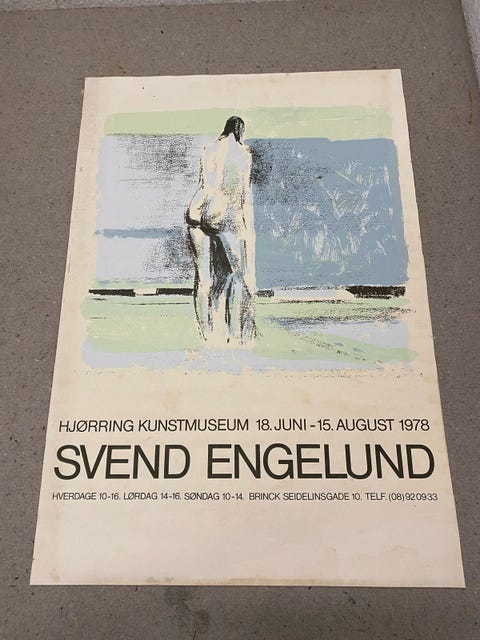 HJØRRING KUNSTMUSEUM 18. JUNI - 15. AUGUST 1978
SVEND ENGELUND
HVERDAGE 10-16. LØRDAG 14-16. SØNDAG 10-14. BRINCK SEIDELINSGADE 10. TELF. (08) 92 09 33